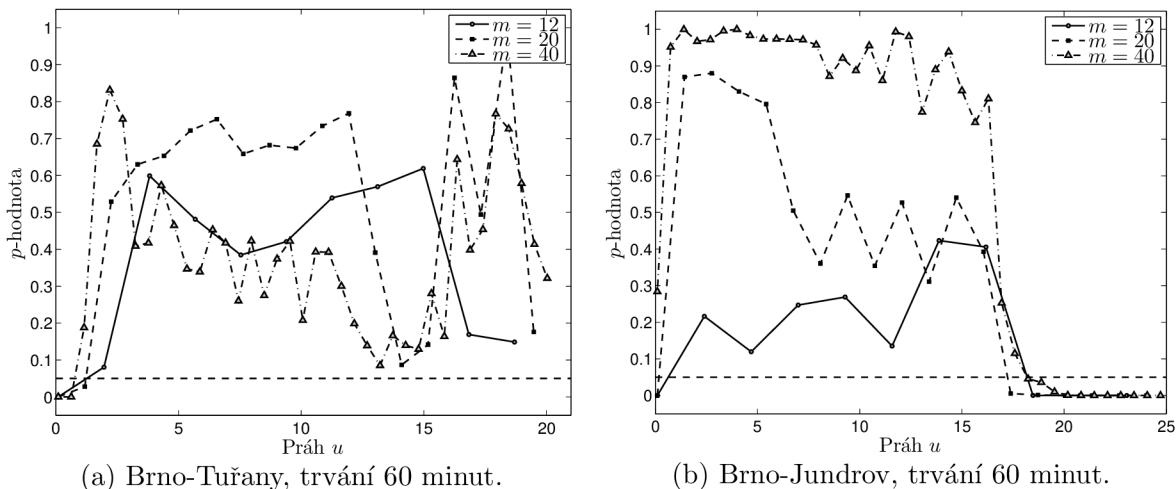 1
0.9
0.8
0.7
0.6
0.5
0.4
0.3
0.2
0.1
0
p-hodnota
0 5 10 15 20
Práh u
m = 12
m = 20
m = 40
(a) Brno-Tuřany, trvání 60 minut.
1
0.9
0.8
0.7
0.6
0.5
0.4
0.3
0.2
0.1
0
p-hodnota
0 5 10 15 20 25
Práh u
m = 12
m = 20
m = 40
(b) Brno-Jundrov, trvání 60 minut.